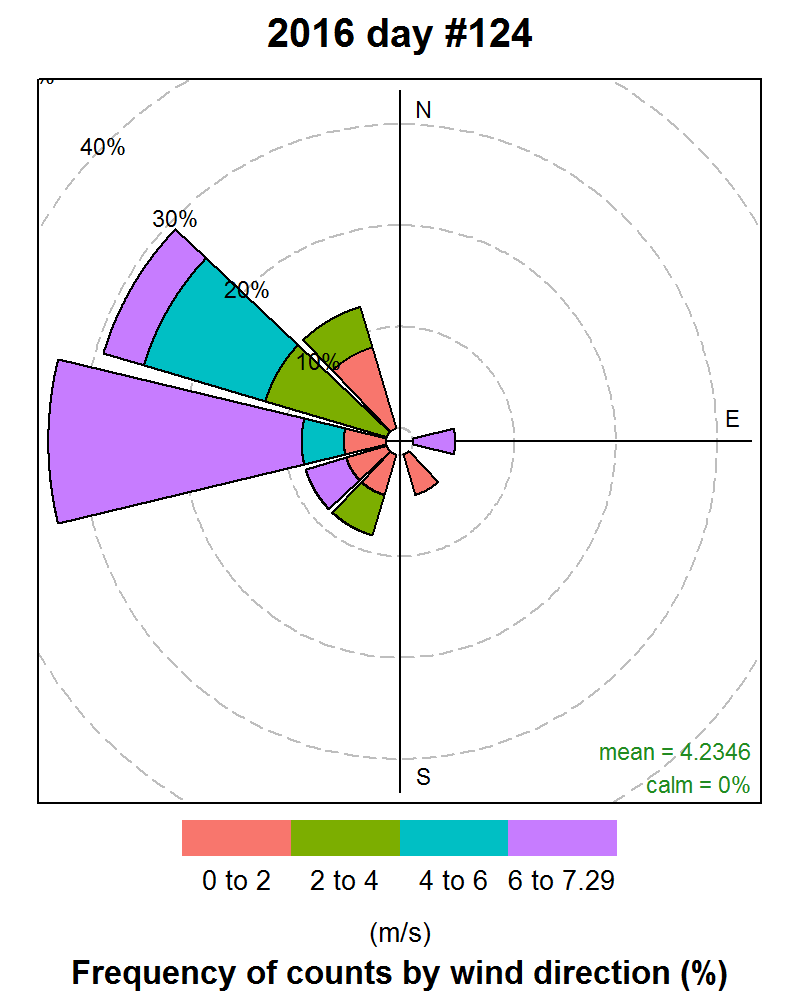 2016 day #124
%
40%
N
30%
20%
10%
E
S
mean = 4.2346
calm = 0%
0 to 2 2 to 4 4 to 6 6 to 7.29
(m/s)
Frequency of counts by wind direction (%)